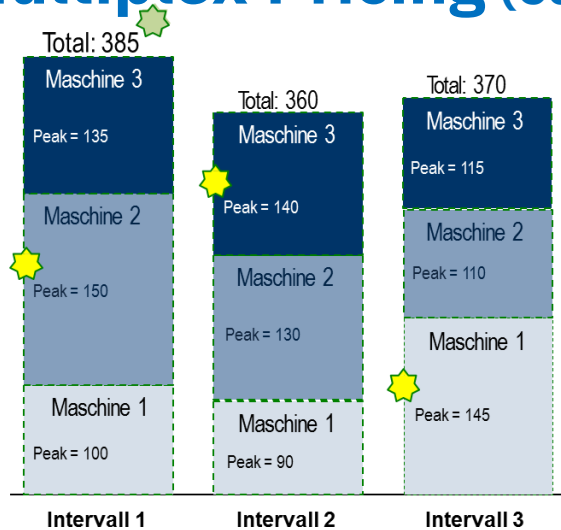 Pricing
Total: 385
Maschine 3
Peak = 135
Maschine 2
Peak = 150
Maschine 1
Peak = 100
Intervall 1
Total: 360
Maschine 3
Peak = 140
Maschine 2
Peak = 130
Maschine 1
Peak = 90
Intervall 2
Total: 370
Maschine 3
Peak = 115
Maschine 2
Peak = 110
Maschine 1
Peak = 145
Intervall 3